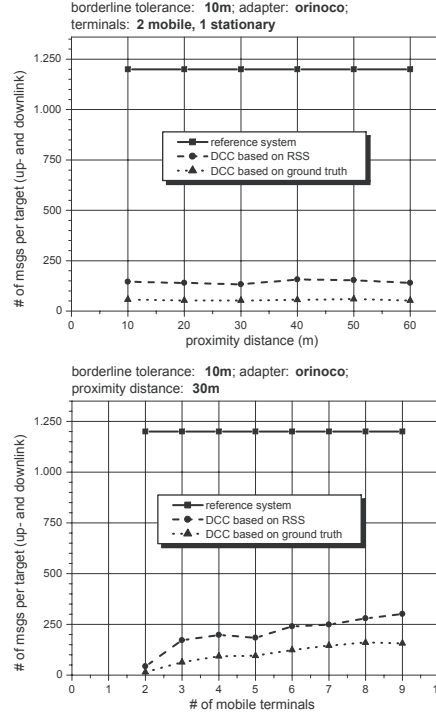 borderline tolerance: 10m; adapter: orinoco;
terminals: 2 mobile, 1 stationary
# of msgs per target (up- and downlink)
1.250
1.000
750
500
250
0
reference system
DCC based on RSS
DCC based on ground truth
0 10 20 30 40 50 60
proximity distance (m)
borderline tolerance: 10m; adapter: orinoco;
proximity distance: 30m
# of msgs per target (up- and downlink)
1.250
1.000
750
500
250
0
reference system
DCC based on RSS
DCC based on ground truth
0 1 2 3 4 5 6 7 8 9
# of mobile terminals